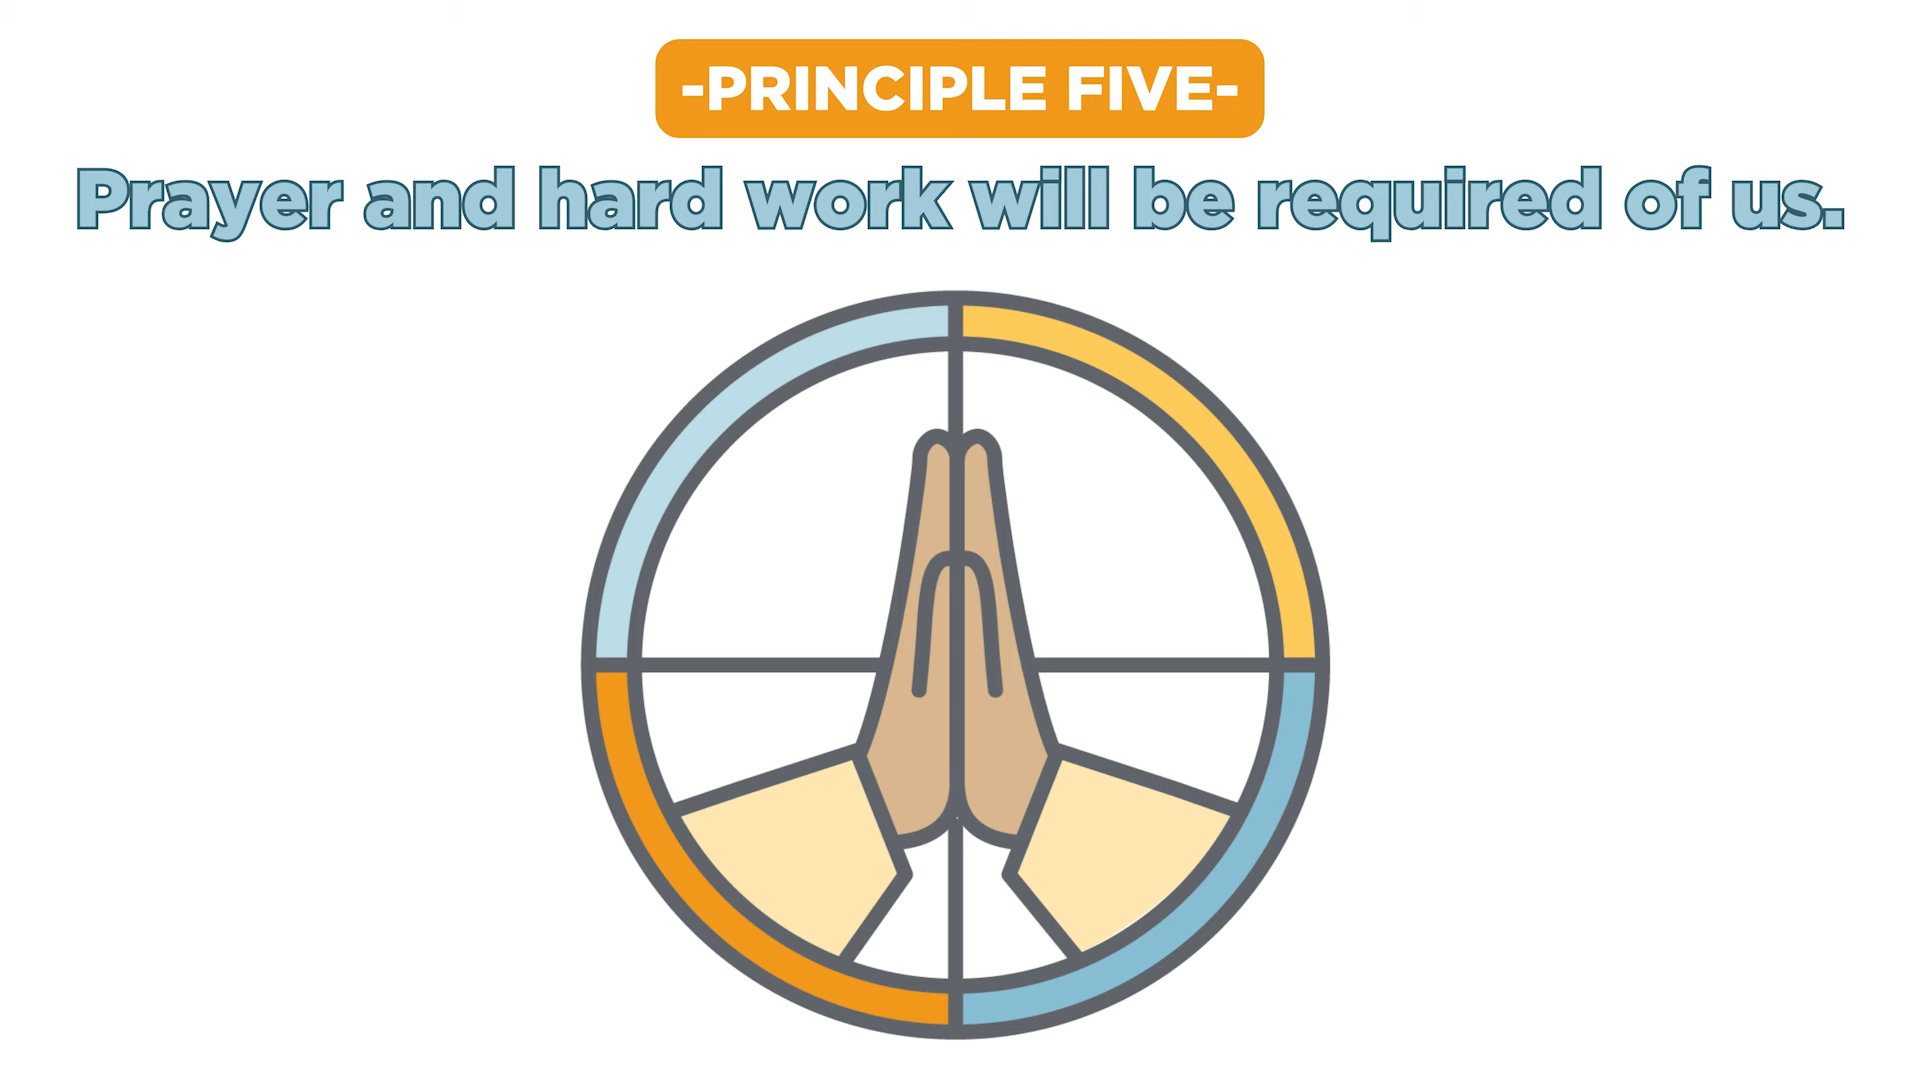 -PRINCIPLE FIVE-
Prayer and hard work will be required of us.